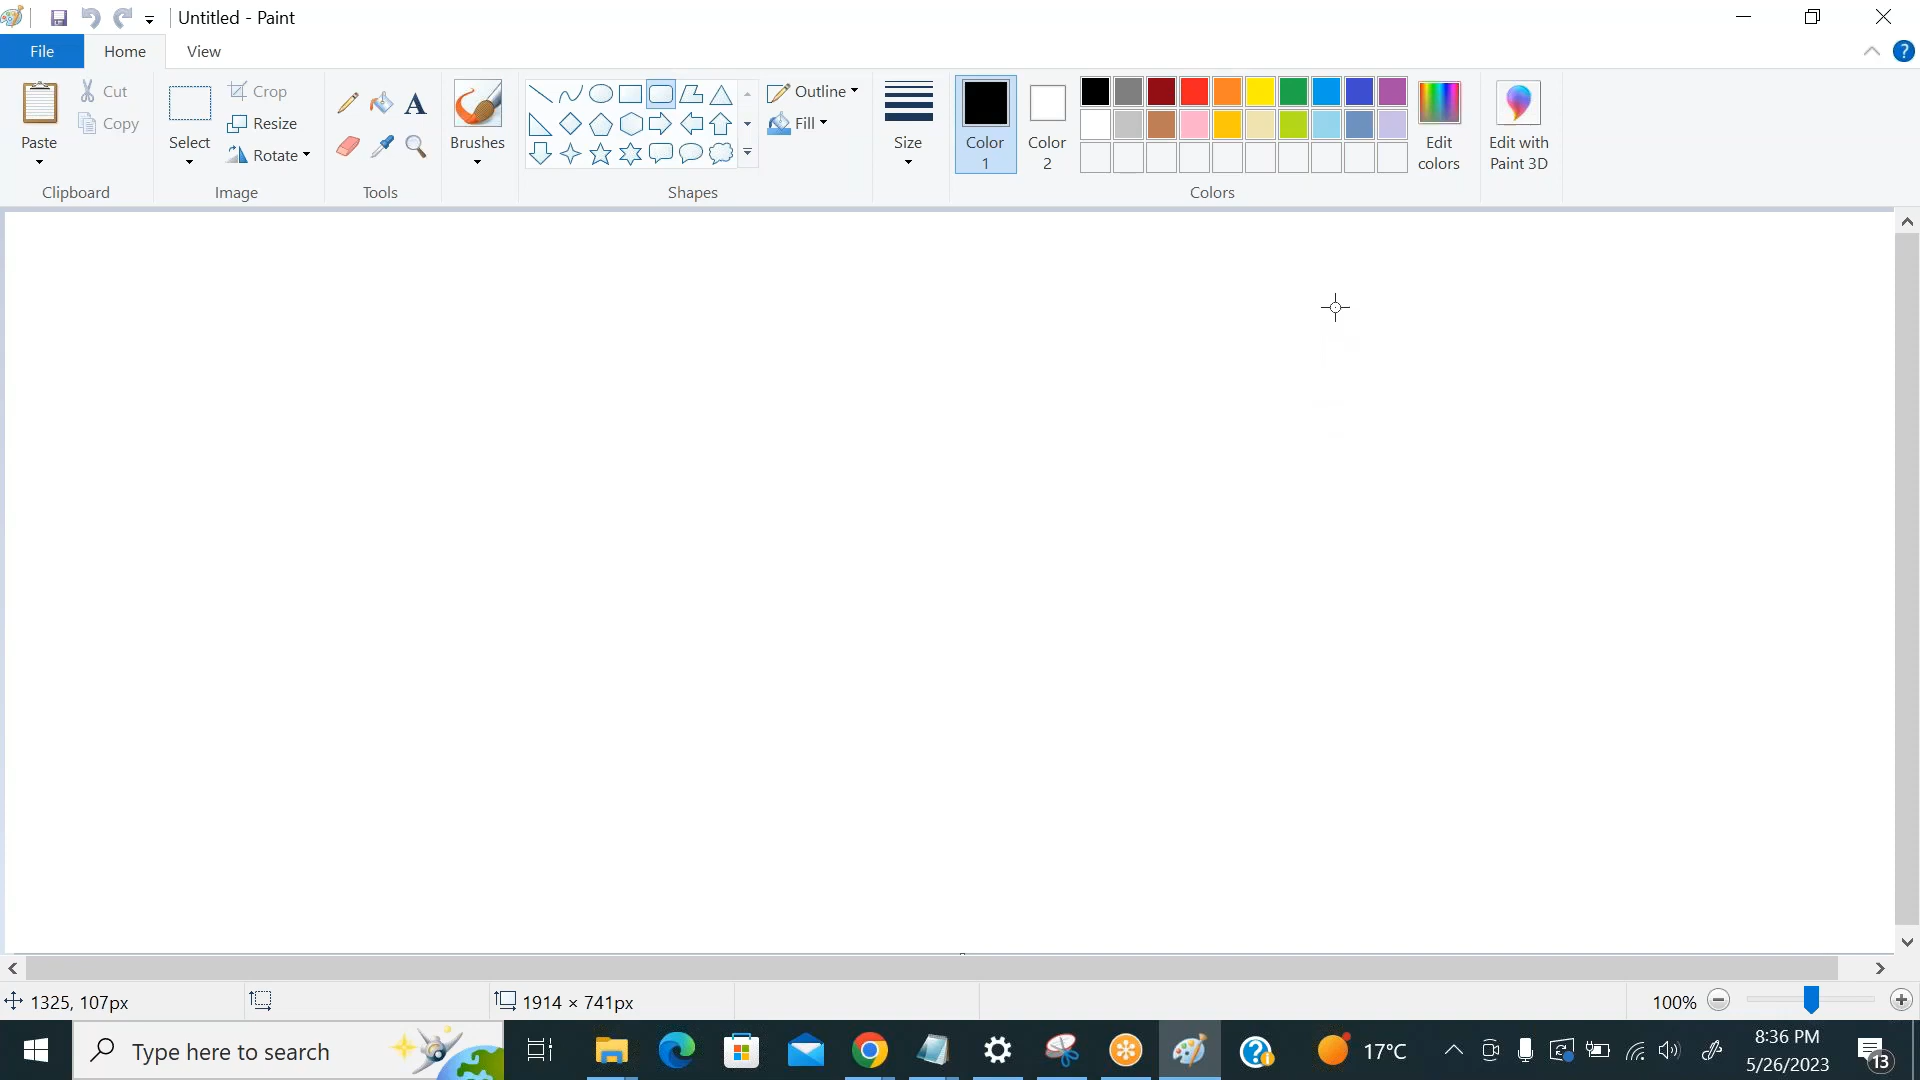 Untitled - Paint
File
Home
View
Paste
Cut
Copy
Clipboard
Select
Crop
Resize
Rotate
Image
Tools
Brushes
Shapes
Outline
Fill
Size
Color
1
Color
2
Colors
Edit
colors
Edit with
Paint 3D
1325, 107px
1914 × 741px
100%
Type here to search
17°C
8:36 PM
5/26/2023
13